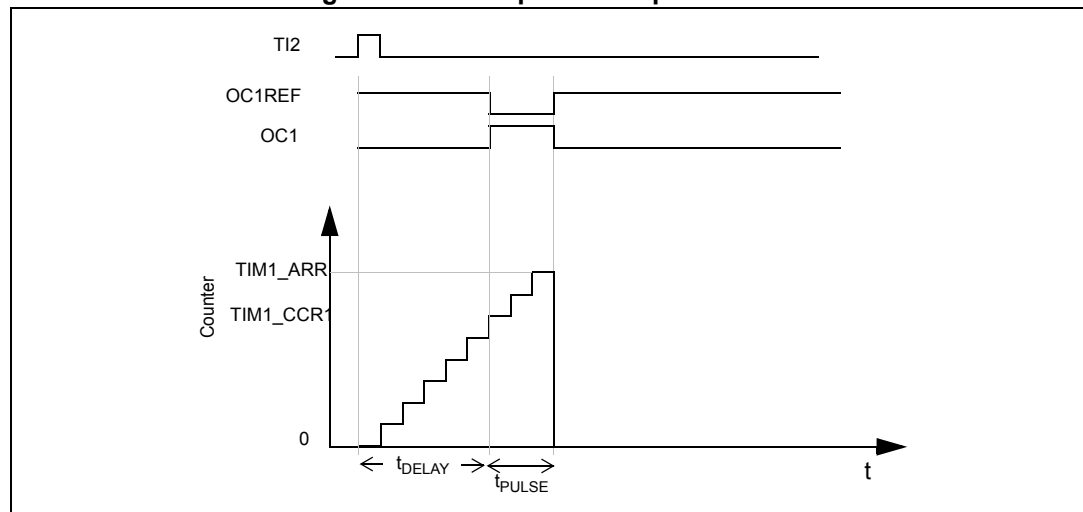 TI2
OC1REF
OC1
TIM1_ARR
TIM1_CCR1
Counter
0
tDELAY
tPULSE
t